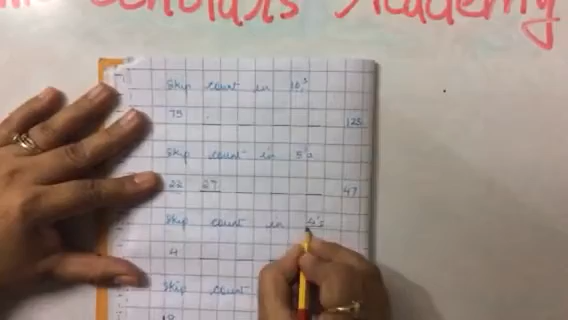 Scholars Academy
Skip count in 10's
75 125
Skip count in 5's
22 27 47
Skip count in 4's
4
Skip count
18